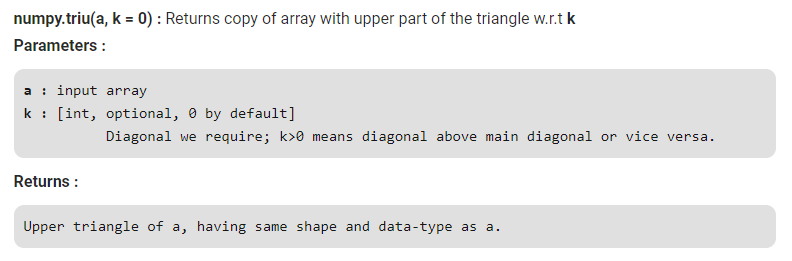 numpy.triu(a, k = 0) : Returns copy of array with upper part of the triangle w.r.t k
Parameters :
a : input array
k : [int, optional, 0 by default]
Diagonal we require; k>0 means diagonal above main diagonal or vice versa.
Returns :
Upper triangle of a, having same shape and data-type as a.